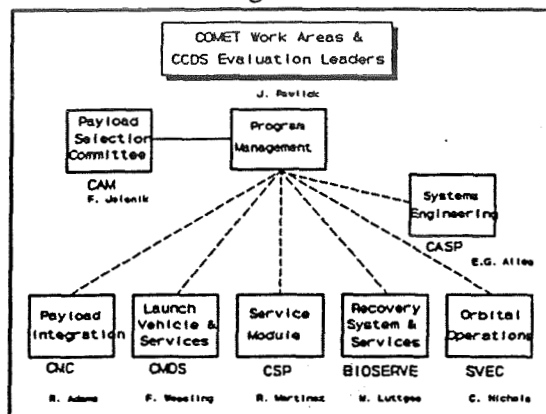 COMET Work Areas &
CCDS Evaluation Leaders
J. Pavlick
Payload
Selection
Committee
Program
Management
CAM
F. Jelenik
Systems
Engineering
CASP
E.G. Allee
Payload
Integration
Launch
Vehicle &
Services
Service
Module
Recovery
System &
Services
Orbital
Operations
CMC
CMDS
CSP
BIOSERVE
SVEC
R. Adams
F. Wessling
R. Martinez
M. Luttges
C. Nichols